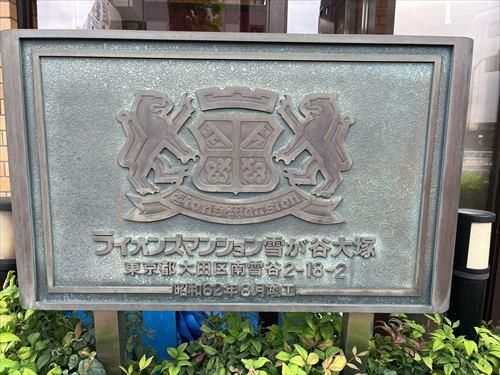 Lions Mansion
ライオンズマンション雪が谷大塚
東京都大田区南雪谷2-18-2
昭和62年8月竣工